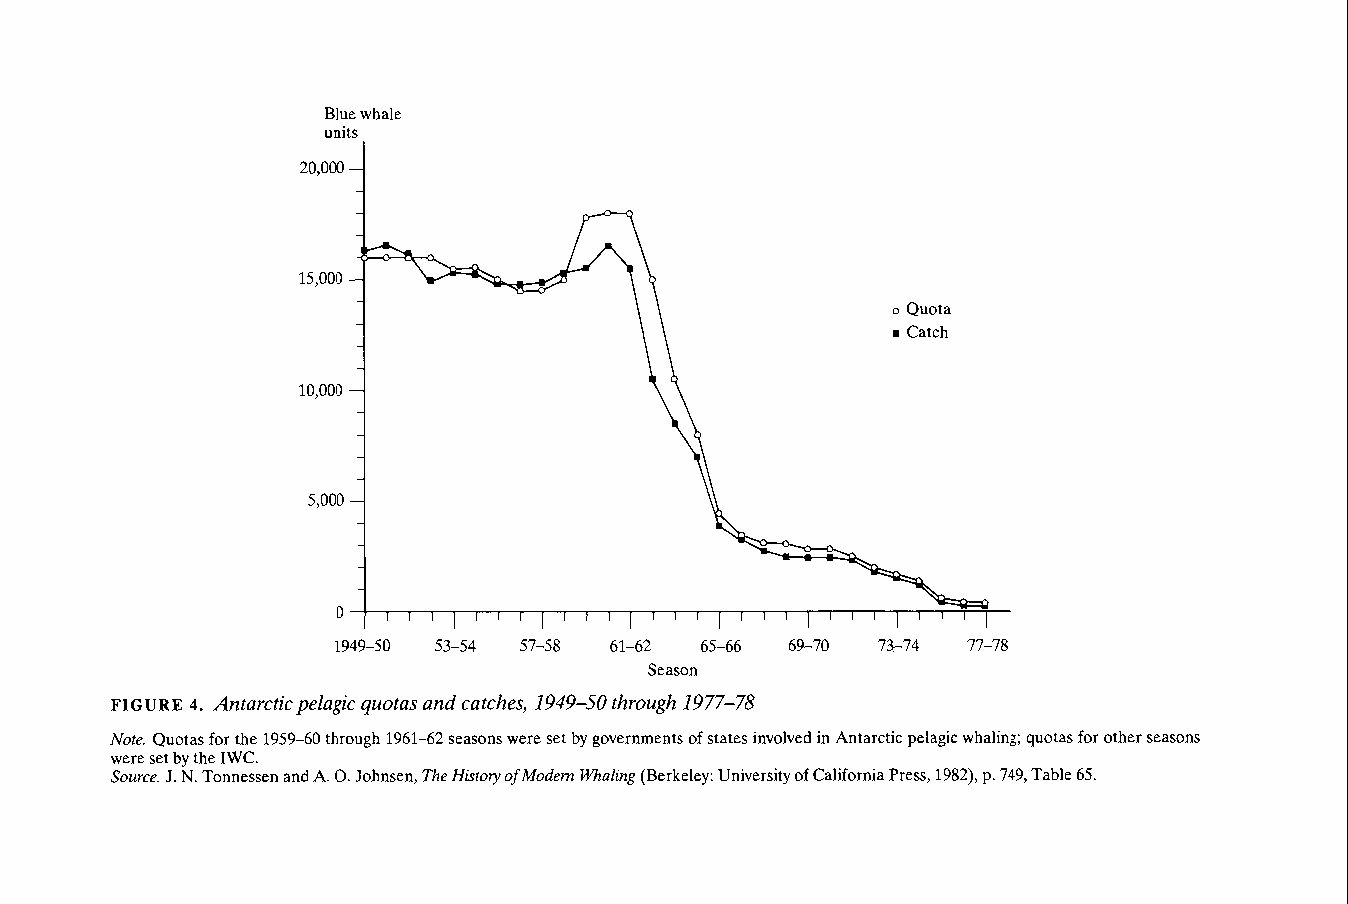 Blue whale
units
20,000
15,000
10,000
5,000
0
Quota
Catch
1949–50 53–54 57–58 61–62 65–66 69–70 73–74 77–78
Season
FIGURE 4. Antarctic pelagic quotas and catches, 1949–50 through 1977–78
Note. Quotas for the 1959–60 through 1961–62 seasons were set by governments of states involved in Antarctic pelagic whaling; quotas for other seasons
were set by the IWC.
Source. J. N. Tonnessen and A. O. Johnsen, The History of Modern Whaling (Berkeley: University of California Press, 1982), p. 749, Table 65.